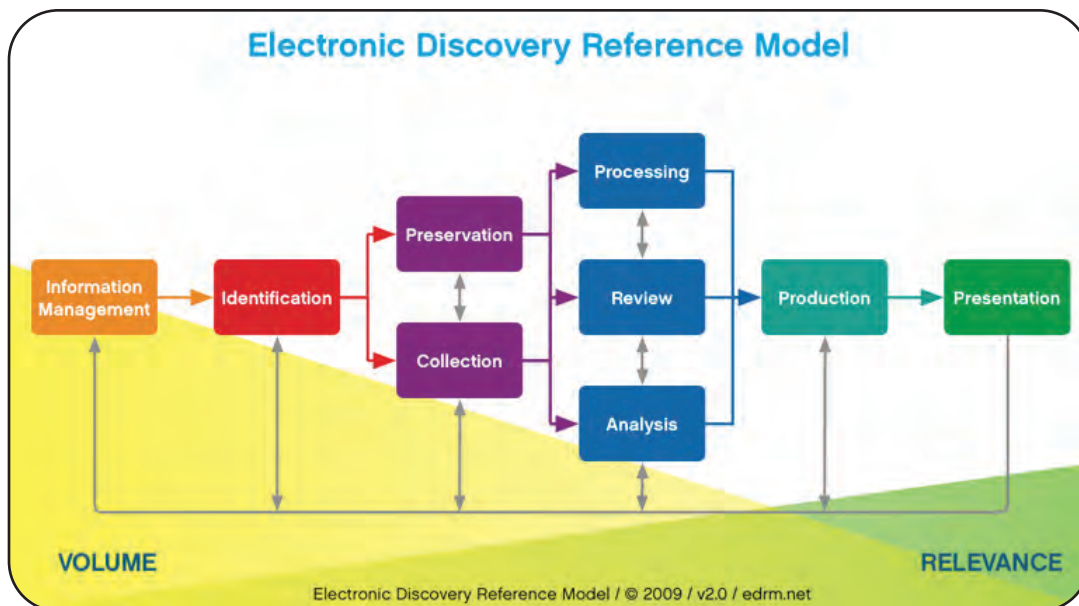 Electronic Discovery Reference Model
Processing
Preservation
Information
Management
Identification
Review
Production
Presentation
Collection
Analysis
VOLUME
RELEVANCE
Electronic Discovery Reference Model / © 2009 / v2.0 / edrm.net